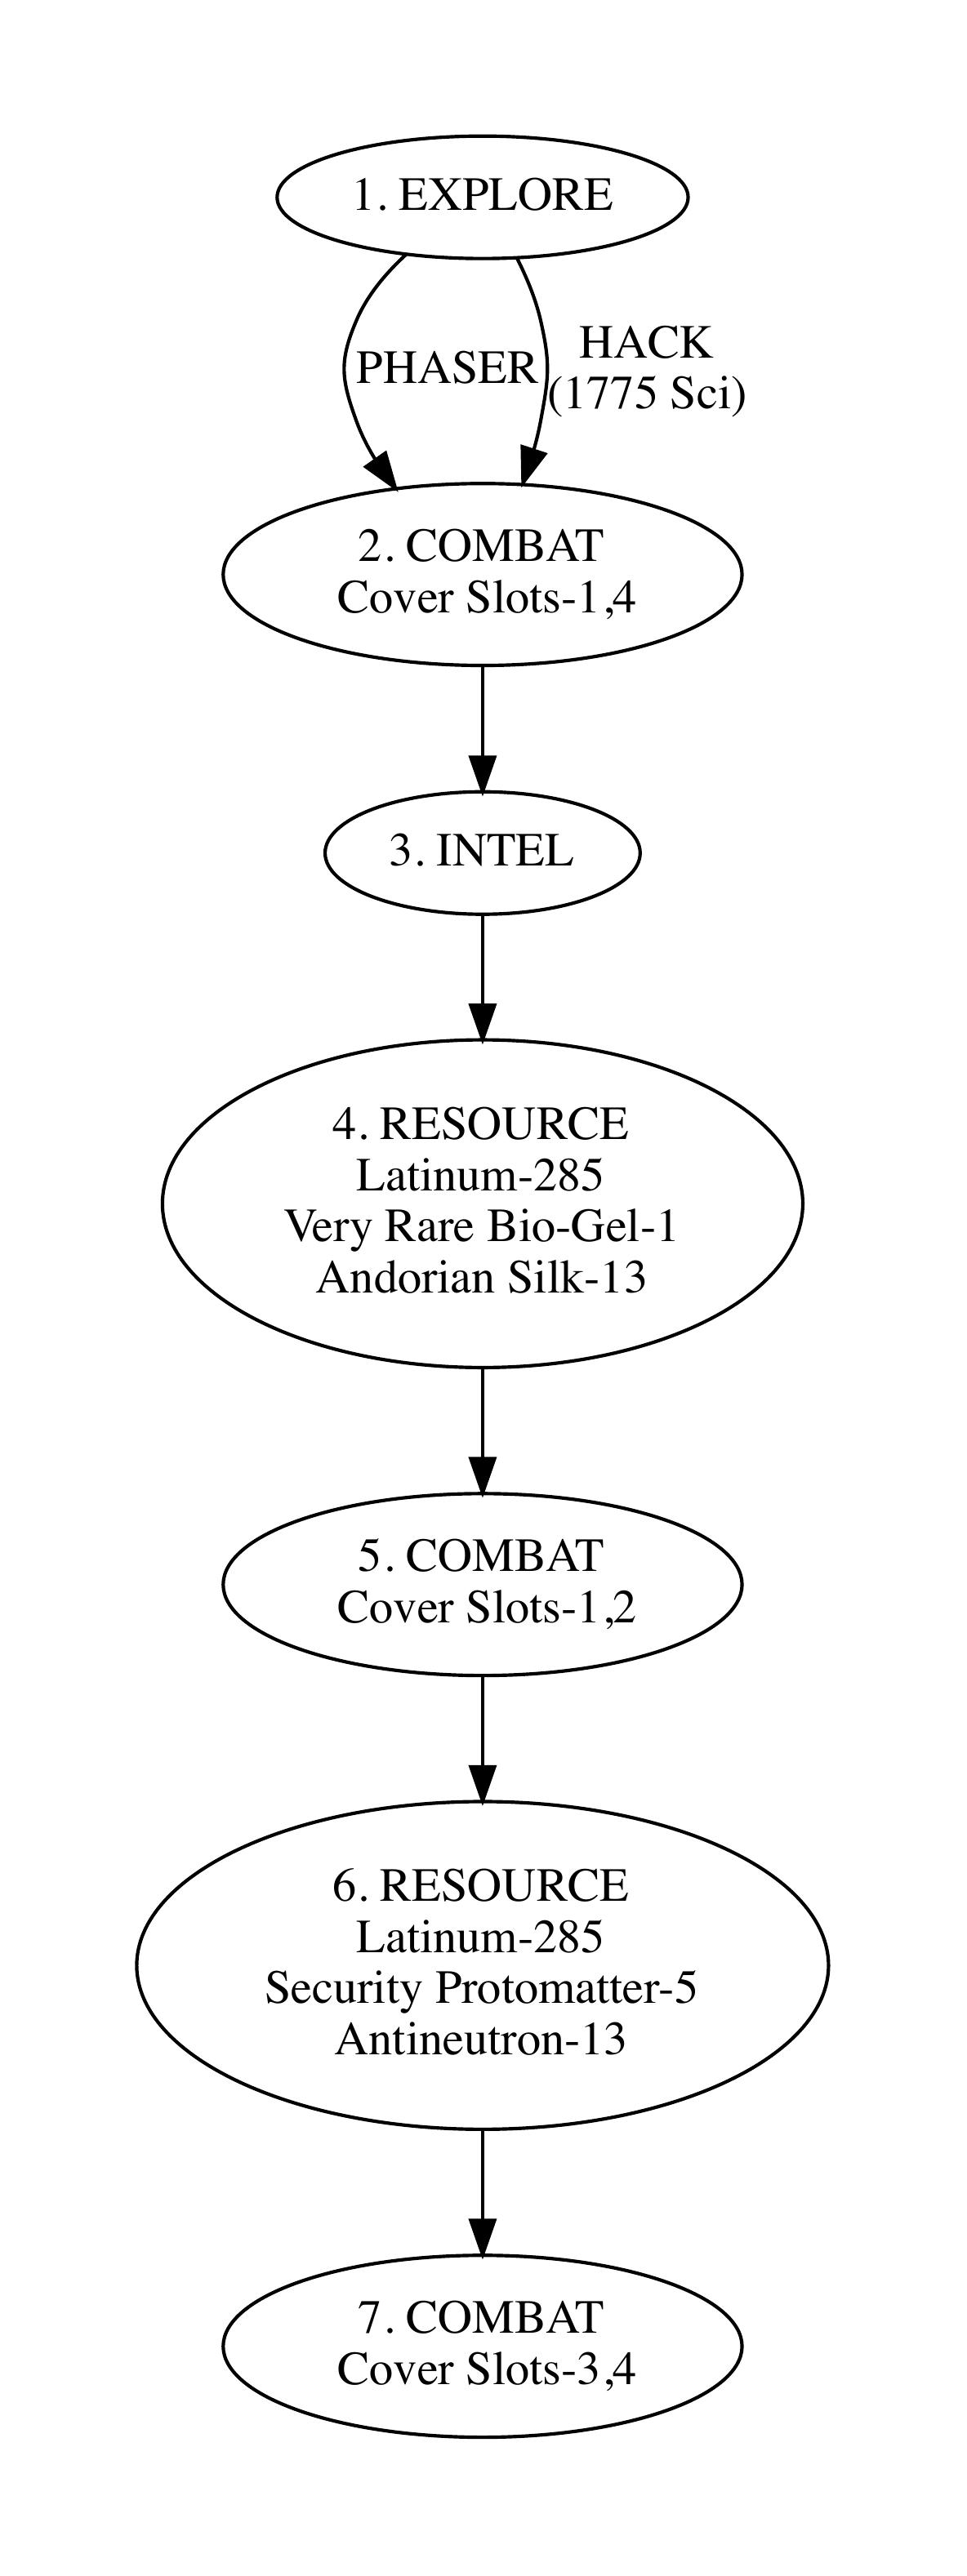 1. EXPLORE
PHASER
HACK
(1775 Sci)
2. COMBAT
Cover Slots-1,4
3. INTEL
4. RESOURCE
Latinum-285
Very Rare Bio-Gel-1
Andorian Silk-13
5. COMBAT
Cover Slots-1,2
6. RESOURCE
Latinum-285
Security Protomatter-5
Antineutron-13
7. COMBAT
Cover Slots-3,4